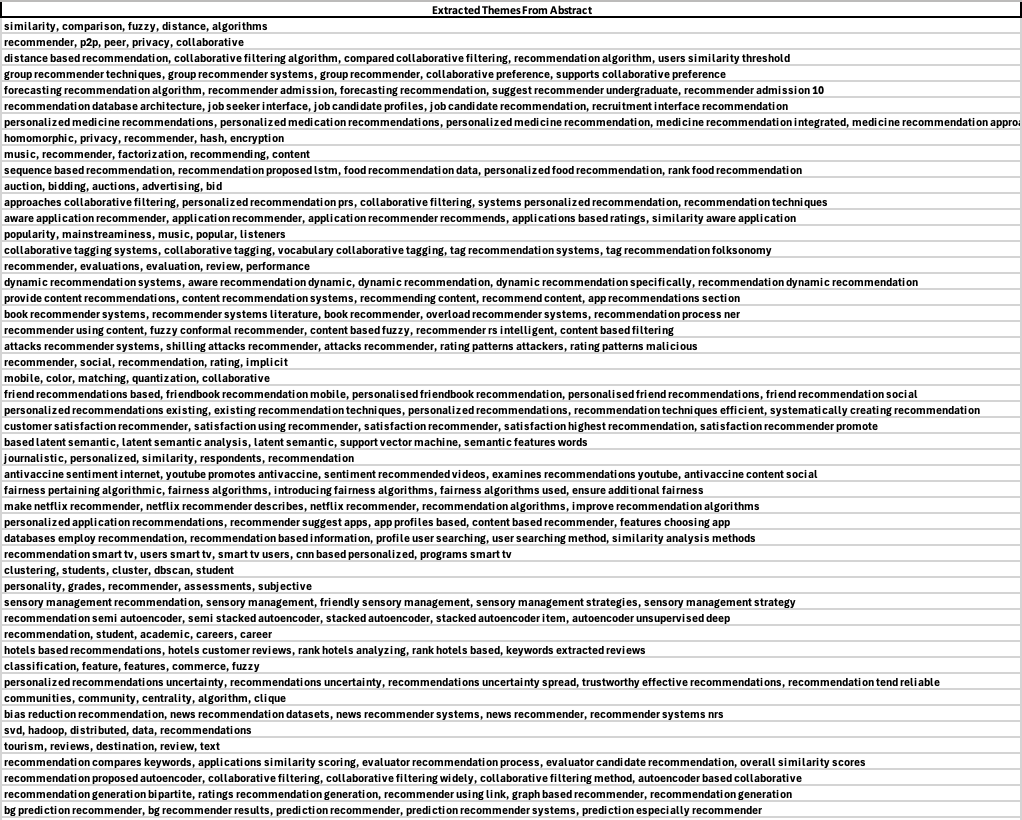 Extracted Themes From Abstract
similarity, comparison, fuzzy, distance, algorithms
recommender, p2p, peer, privacy, collaborative
distance based recommendation, collaborative filtering algorithm, compared collaborative filtering, recommendation algorithm, users similarity threshold
group recommender techniques, group recommender systems, group recommender, collaborative preference, supports collaborative preference
forecasting recommendation algorithm, recommender admission, forecasting recommendation, suggest recommender undergraduate, recommender admission 10
recommendation database architecture, job seeker interface, job candidate profiles, job candidate recommendation, recruitment interface recommendation
personalized medicine recommendations, personalized medication recommendations, personalized medicine recommendation, medicine recommendation integrated, medicine recommendation approa
homomorphic, privacy, recommender, hash, encryption
music, recommender, factorization, recommending, content
sequence based recommendation, recommendation proposed lstm, food recommendation data, personalized food recommendation, rank food recommendation
auction, bidding, auctions, advertising, bid
approaches collaborative filtering, personalized recommendation prs, collaborative filtering, systems personalized recommendation, recommendation techniques
aware application recommender, application recommender, application recommender recommends, applications based ratings, similarity aware application
popularity, mainstreaminess, music, popular, listeners
collaborative tagging systems, collaborative tagging, vocabulary collaborative tagging, tag recommendation systems, tag recommendation folksonomy
recommender, evaluations, evaluation, review, performance
dynamic recommendation systems, aware recommendation dynamic, dynamic recommendation, dynamic recommendation specifically, recommendation dynamic recommendation
provide content recommendations, content recommendation systems, recommending content, recommend content, app recommendations section
book recommender systems, recommender systems literature, book recommender, overload recommender systems, recommendation process ner
recommender using content, fuzzy conformal recommender, content based fuzzy, recommender rs intelligent, content based filtering
attacks recommender systems, shilling attacks recommender, attacks recommender, rating patterns attackers, rating patterns malicious
recommender, social, recommendation, rating, implicit
mobile, color, matching, quantization, collaborative
friend recommendations based, friendbook recommendation mobile, personalised friendbook recommendation, personalised friend recommendations, friend recommendation social
personalized recommendations existing, existing recommendation techniques, personalized recommendations, recommendation techniques efficient, systematically creating recommendation
customer satisfaction recommender, satisfaction using recommender, satisfaction recommender, satisfaction highest recommendation, satisfaction recommender promote
based latent semantic, latent semantic analysis, latent semantic, support vector machine, semantic features words
journalistic, personalized, similarity, respondents, recommendation
antivaccine sentiment internet, youtube promotes antivaccine, sentiment recommended videos, examines recommendations youtube, antivaccine content social
fairness pertaining algorithmic, fairness algorithms, introducing fairness algorithms, fairness algorithms used, ensure additional fairness
make netflix recommender, netflix recommender describes, netflix recommender, recommendation algorithms, improve recommendation algorithms
personalized application recommendations, recommender suggest apps, app profiles based, content based recommender, features choosing app
databases employ recommendation, recommendation based information, profile user searching, user searching method, similarity analysis methods
recommendation smart tv, users smart tv, smart tv users, cnn based personalized, programs smart tv
clustering, students, cluster, dbscan, student
personality, grades, recommender, assessments, subjective
sensory management recommendation, sensory management, friendly sensory management, sensory management strategies, sensory management strategy
recommendation semi autoencoder, semi stacked autoencoder, stacked autoencoder, stacked autoencoder item, autoencoder unsupervised deep
recommendation, student, academic, careers, career
hotels based recommendations, hotels customer reviews, rank hotels analyzing, rank hotels based, keywords extracted reviews
classification, feature, features, commerce, fuzzy
personalized recommendations uncertainty, recommendations uncertainty, recommendations uncertainty spread, trustworthy effective recommendations, recommendation tend reliable
communities, community, centrality, algorithm, clique
bias reduction recommendation, news recommendation datasets, news recommender systems, news recommender, recommender systems nrs
svd, hadoop, distributed, data, recommendations
tourism, reviews, destination, review, text
recommendation compares keywords, applications similarity scoring, evaluator recommendation process, evaluator candidate recommendation, overall similarity scores
recommendation proposed autoencoder, collaborative filtering, collaborative filtering widely, collaborative filtering method, autoencoder based collaborative
recommendation generation bipartite, ratings recommendation generation, recommender using link, graph based recommender, recommendation generation
bg prediction recommender, bg recommender results, prediction recommender, prediction recommender systems, prediction especially recommender